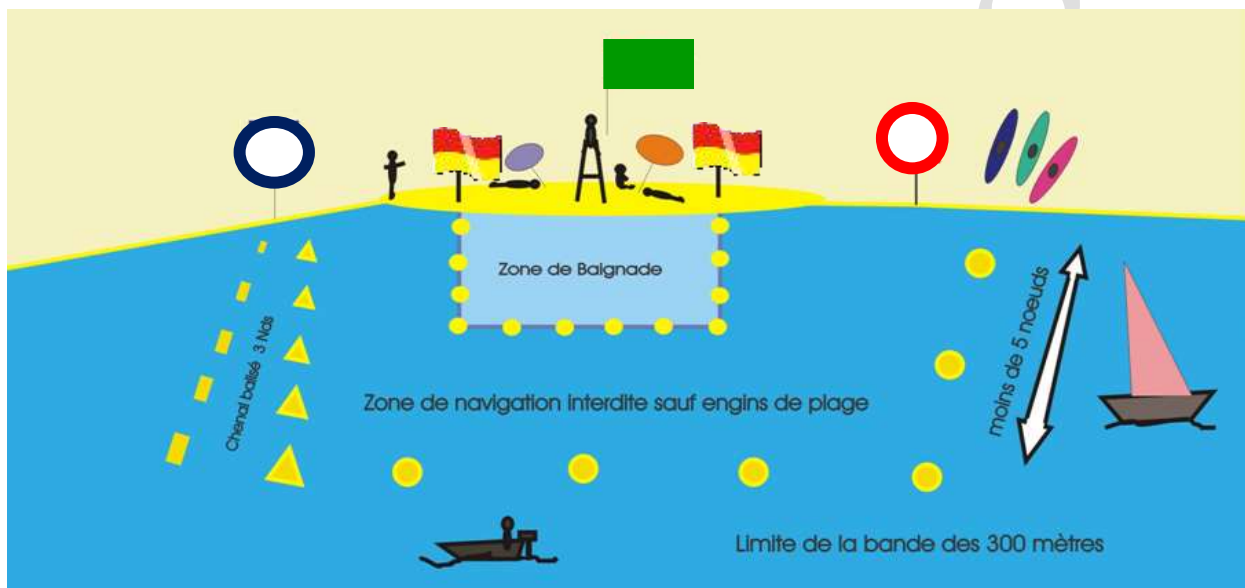 Zone de Baignade
Chenal balisé 3 Nds
moins de 5 noeuds
Zone de navigation interdite sauf engins de plage
Limite de la bande des 300 mètres